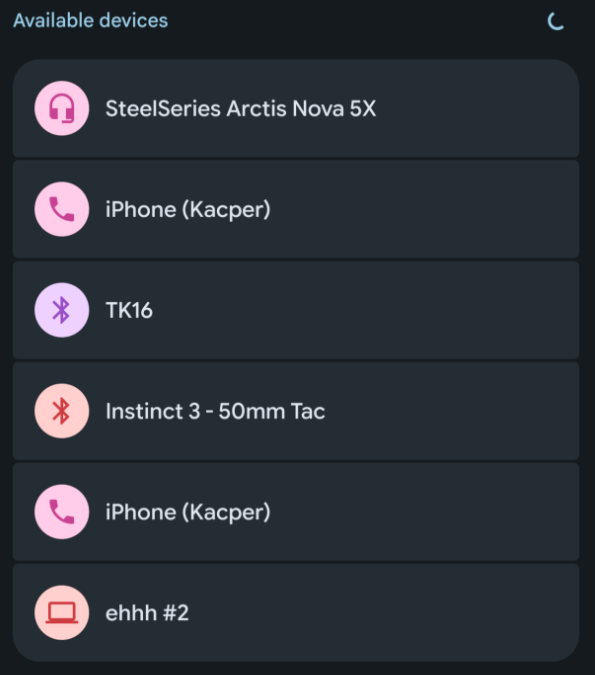 Available devices
SteelSeries Arctis Nova 5X
iPhone (Kacper)
TK16
Instinct 3 - 50mm Tac
iPhone (Kacper)
ehhh #2